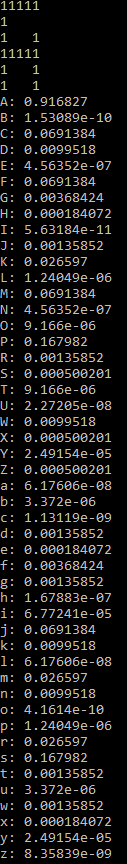 11111
1
1   1
11111
1   1
1   1
A: 0.916827
B: 1.53089e-10
C: 0.0691384
D: 0.0099518
E: 4.56352e-07
F: 0.0691384
G: 0.00368424
H: 0.000184072
I: 5.63184e-11
J: 0.00135852
K: 0.026597
L: 1.24049e-06
M: 0.0691384
N: 4.56352e-07
O: 9.166e-06
P: 0.167982
R: 0.00135852
S: 0.000500201
T: 9.166e-06
U: 2.27205e-08
W: 0.0099518
X: 0.000500201
Y: 2.49154e-05
Z: 0.000500201
a: 6.17606e-08
b: 3.372e-06
c: 1.13119e-09
d: 0.00135852
e: 0.000184072
f: 0.00368424
g: 0.00135852
h: 1.67883e-07
i: 6.77241e-05
j: 0.0691384
k: 0.0099518
l: 6.17606e-08
m: 0.026597
n: 0.0099518
o: 4.1614e-10
p: 1.24049e-06
r: 0.026597
s: 0.167982
t: 0.00135852
u: 3.372e-06
w: 0.00135852
x: 0.000184072
y: 2.49154e-05
z: 8.35839e-09